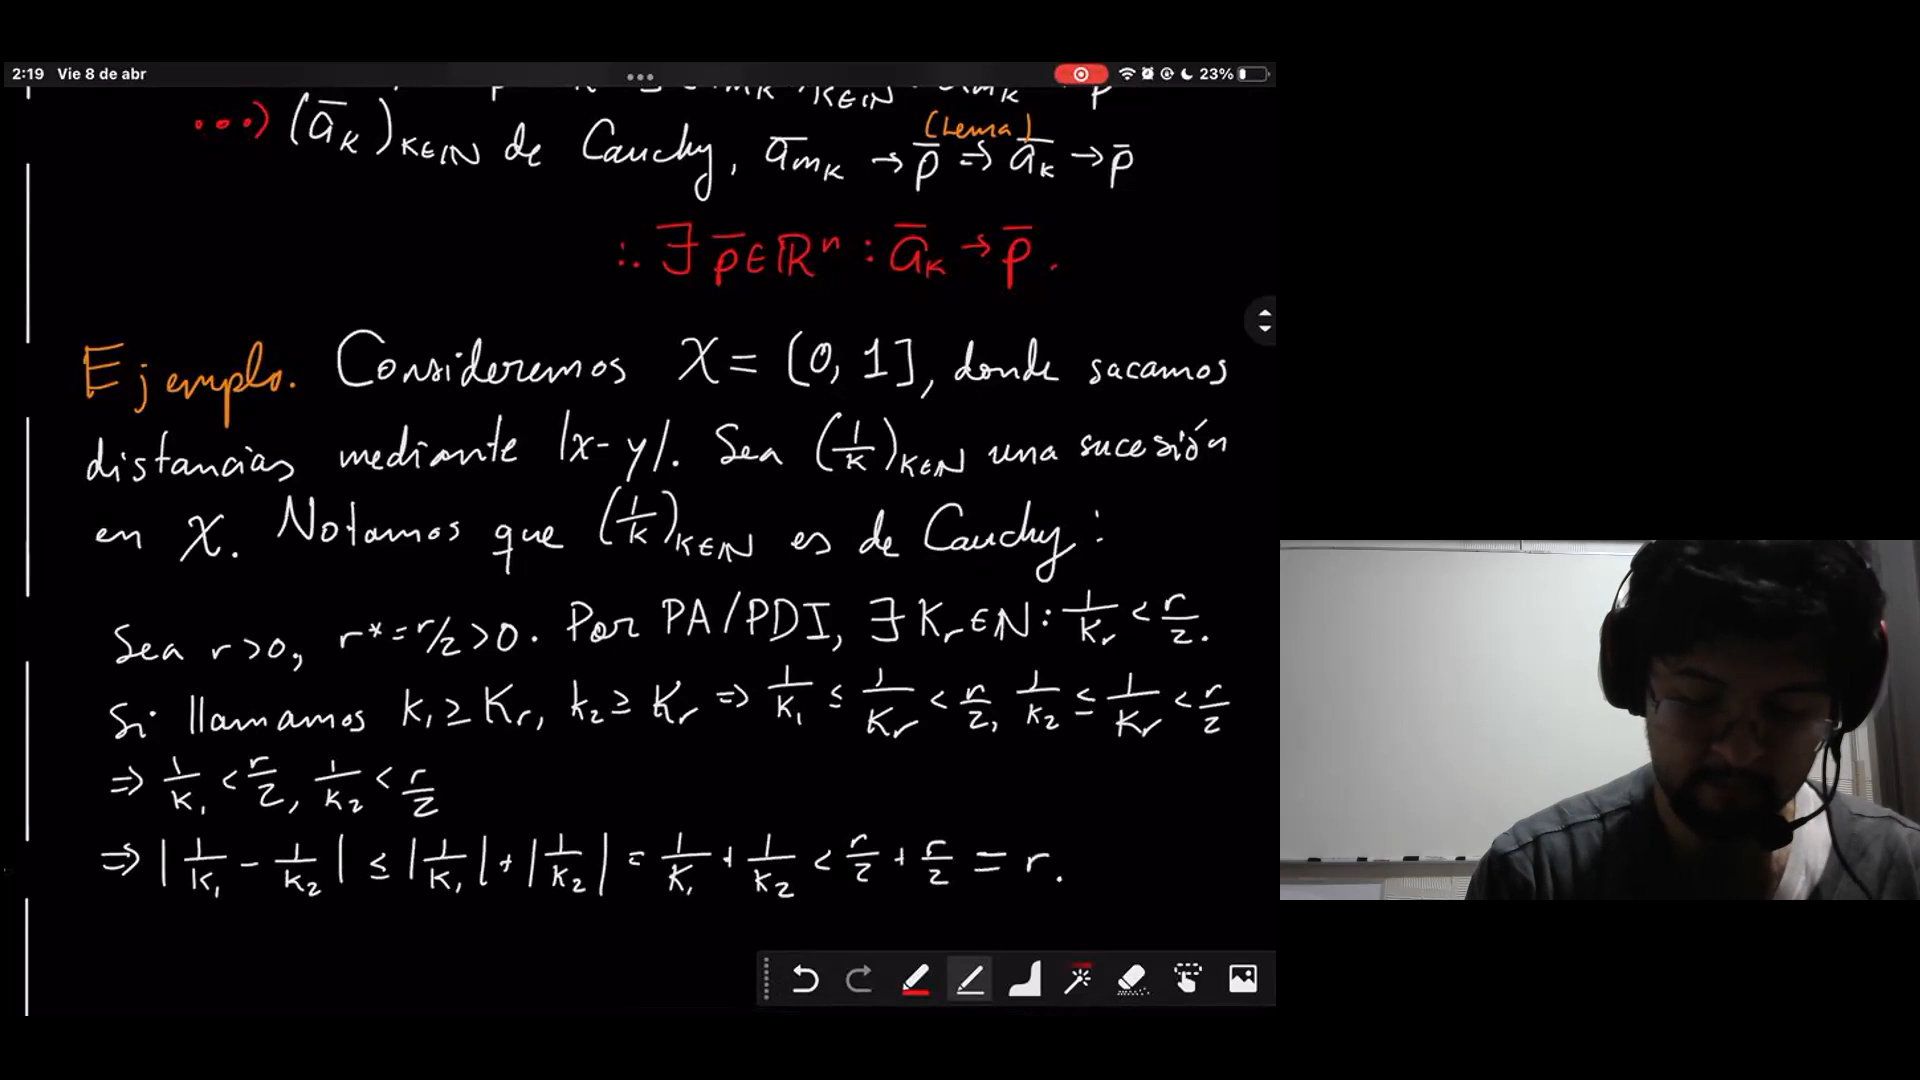 2:19 Vie 8 de abr
23%
...) (a̅_K)_{K∈ℕ} de Cauchy, a̅_{m_K} → p̅ ⇒ a̅_K → p̅
(Lema)
∴ ∃ p̅ ∈ ℝⁿ : a̅_K → p̅.
Ejemplo. Consideremos X = (0, 1], donde sacamos
distancias mediante |x-y|. Sea (1/K)_{K∈ℕ} una sucesión
en X. Notamos que (1/K)_{K∈ℕ} es de Cauchy:
Sea r>0, r* = r/2 > 0. Por PA/PDI, ∃ K_r ∈ ℕ : 1/K_r < r/2.
Si llamamos k₁ ≥ K_r, k₂ ≥ K_r ⇒ 1/K₁ ≤ 1/K_r < r/2, 1/K₂ ≤ 1/K_r < r/2
⇒ 1/K₁ < r/2, 1/K₂ < r/2
⇒ |1/K₁ - 1/K₂| ≤ |1/K₁| + |1/K₂| = 1/K₁ + 1/K₂ < r/2 + r/2 = r.